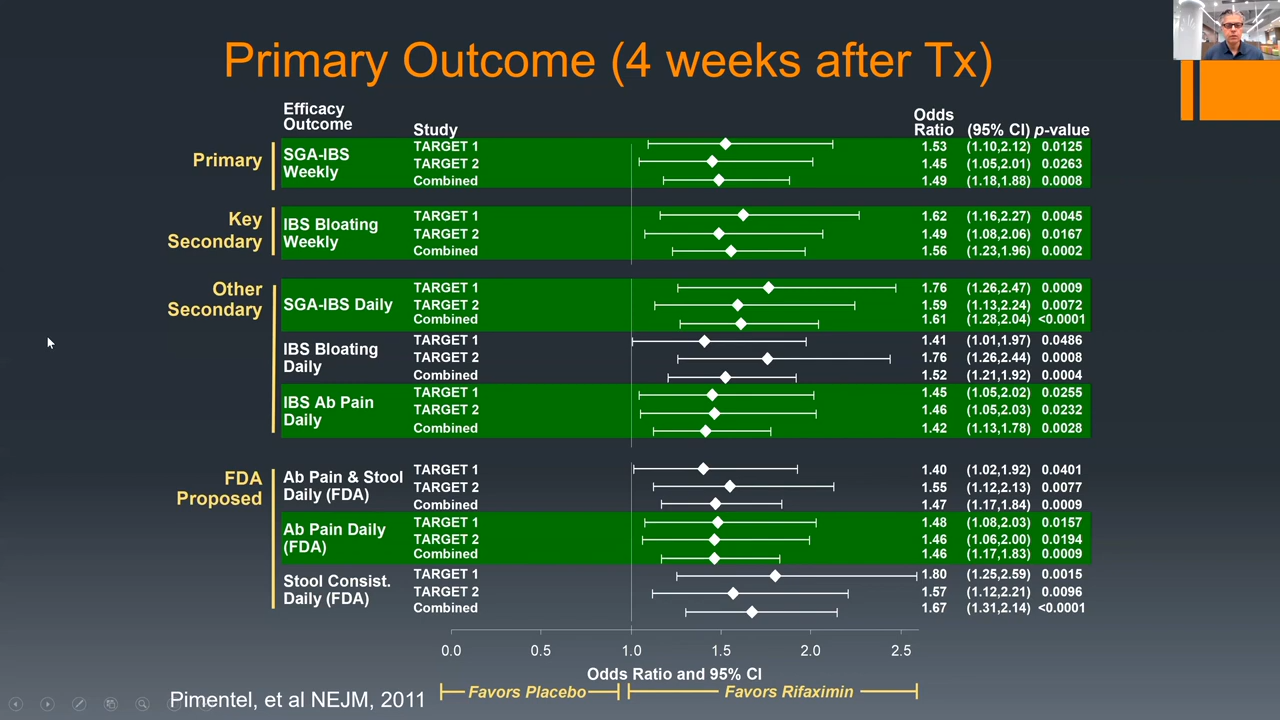 Primary Outcome (4 weeks after Tx)
Efficacy
Outcome
Study
Odds
Ratio
(95% CI)
p-value
Primary
SGA-IBS
Weekly
TARGET 1 1.53 (1.10,2.12) 0.0125
TARGET 2 1.45 (1.05,2.01) 0.0263
Combined 1.49 (1.18,1.88) 0.0008
Key
Secondary
IBS Bloating
Weekly
TARGET 1 1.62 (1.16,2.27) 0.0045
TARGET 2 1.49 (1.08,2.06) 0.0167
Combined 1.56 (1.23,1.96) 0.0002
Other
Secondary
SGA-IBS Daily
TARGET 1 1.76 (1.26,2.47) 0.0009
TARGET 2 1.59 (1.13,2.24) 0.0072
Combined 1.61 (1.28,2.04) <0.0001
IBS Bloating
Daily
TARGET 1 1.41 (1.01,1.97) 0.0486
TARGET 2 1.76 (1.26,2.44) 0.0008
Combined 1.52 (1.21,1.92) 0.0004
IBS Ab Pain
Daily
TARGET 1 1.45 (1.05,2.02) 0.0255
TARGET 2 1.46 (1.05,2.03) 0.0232
Combined 1.42 (1.13,1.78) 0.0028
FDA
Proposed
Ab Pain & Stool
Daily (FDA)
TARGET 1 1.40 (1.02,1.92) 0.0401
TARGET 2 1.55 (1.12,2.13) 0.0077
Combined 1.47 (1.17,1.84) 0.0009
Ab Pain Daily
(FDA)
TARGET 1 1.48 (1.08,2.03) 0.0157
TARGET 2 1.46 (1.06,2.00) 0.0194
Combined 1.46 (1.17,1.83) 0.0009
Stool Consist.
Daily (FDA)
TARGET 1 1.80 (1.25,2.59) 0.0015
TARGET 2 1.57 (1.12,2.21) 0.0096
Combined 1.67 (1.31,2.14) <0.0001
0.0 0.5 1.0 1.5 2.0 2.5
Odds Ratio and 95% CI
Favors Placebo Favors Rifaximin
Pimentel, et al NEJM, 2011